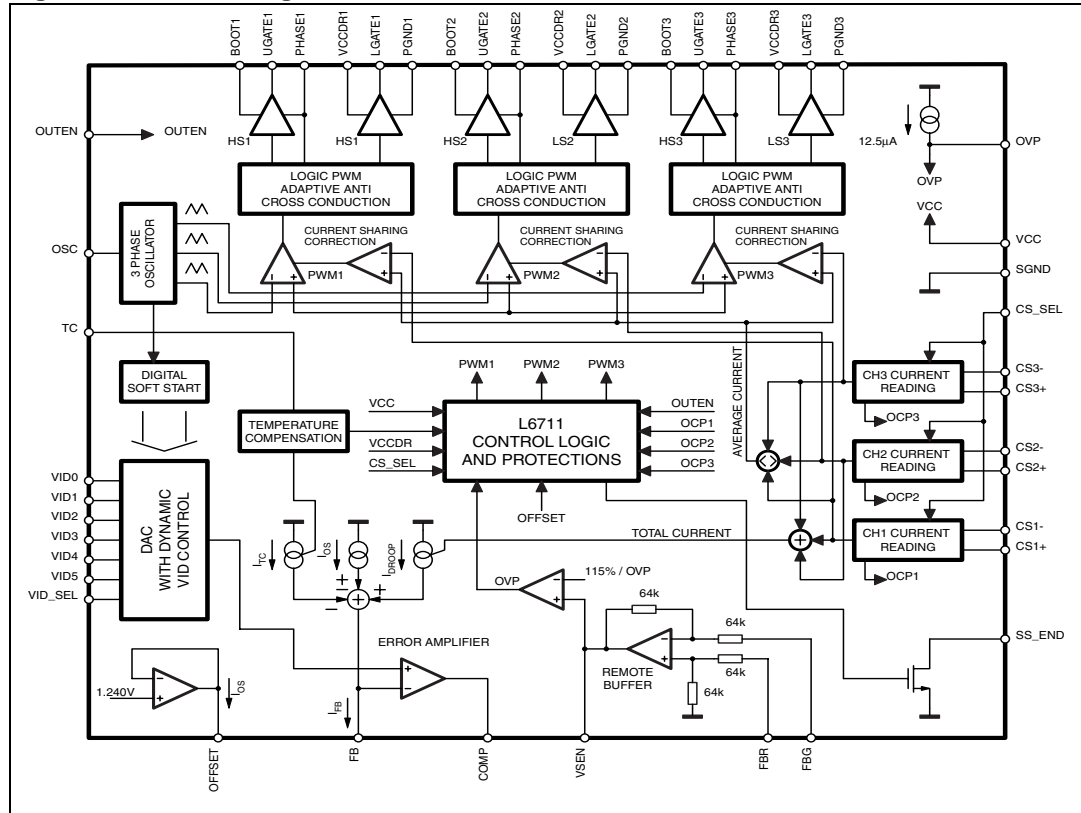 BOOT1
UGATE1
PHASE1
VCCDR1
LGATE1
PGND1
BOOT2
UGATE2
PHASE2
VCCDR2
LGATE2
PGND2
BOOT3
UGATE3
PHASE3
VCCDR3
LGATE3
PGND3
OUTEN
OUTEN
HS1
HS1
HS2
LS2
HS3
LS3
12.5µA
OVP
OVP
VCC
VCC
SGND
CS_SEL
LOGIC PWM
ADAPTIVE ANTI
CROSS CONDUCTION
LOGIC PWM
ADAPTIVE ANTI
CROSS CONDUCTION
LOGIC PWM
ADAPTIVE ANTI
CROSS CONDUCTION
OSC
3 PHASE
OSCILLATOR
CURRENT SHARING
CORRECTION
CURRENT SHARING
CORRECTION
CURRENT SHARING
CORRECTION
PWM1
PWM2
PWM3
TC
DIGITAL
SOFT START
TEMPERATURE
COMPENSATION
PWM1
PWM2
PWM3
VCC
VCCDR
CS_SEL
L6711
CONTROL LOGIC
AND PROTECTIONS
OUTEN
OCP1
OCP2
OCP3
OFFSET
AVERAGE CURRENT
CH3 CURRENT
READING
CS3-
CS3+
OCP3
CH2 CURRENT
READING
CS2-
CS2+
OCP2
CH1 CURRENT
READING
CS1-
CS1+
OCP1
TOTAL CURRENT
VID0
VID1
VID2
VID3
VID4
VID5
VID_SEL
DAC
WITH DYNAMIC
VID CONTROL
ITC
IOS
IDROOP
OVP
115% / OVP
64k
64k
64k
64k
REMOTE
BUFFER
ERROR AMPLIFIER
SS_END
1.240V
IOS
IFB
OFFSET
FB
COMP
VSEN
FBR
FBG